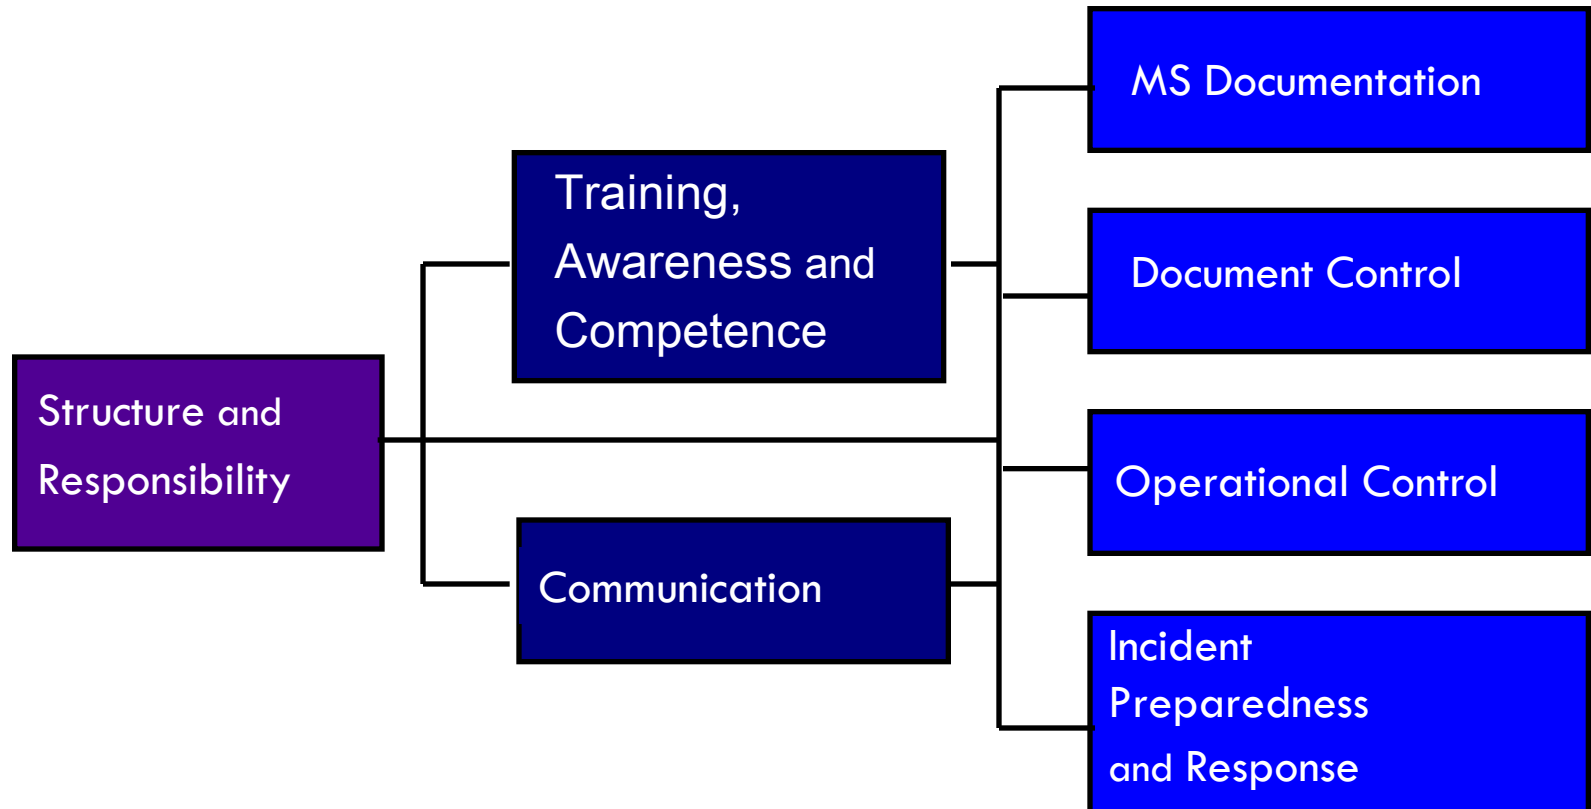 Structure and
Responsibility
Training,
Awareness and
Competence
Communication
MS Documentation
Document Control
Operational Control
Incident
Preparedness
and Response